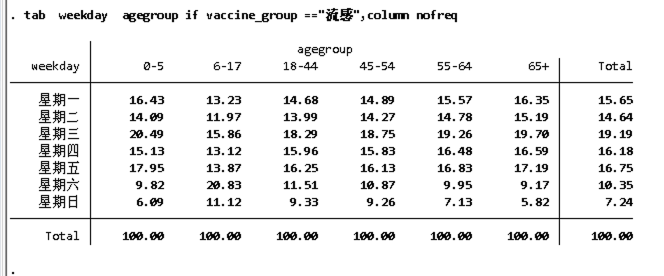 . tab weekday agegroup if vaccine_group =="流感",column nofreq
agegroup
weekday 0-5 6-17 18-44 45-54 55-64 65+ Total
星期一 16.43 13.23 14.68 14.89 15.57 16.35 15.65
星期二 14.09 11.97 13.99 14.27 14.78 15.19 14.64
星期三 20.49 15.86 18.29 18.75 19.26 19.70 19.19
星期四 15.13 13.12 15.96 15.83 16.48 16.59 16.18
星期五 17.95 13.87 16.25 16.13 16.83 17.19 16.75
星期六 9.82 20.83 11.51 10.87 9.95 9.17 10.35
星期日 6.09 11.12 9.33 9.26 7.13 5.82 7.24
Total 100.00 100.00 100.00 100.00 100.00 100.00 100.00
.